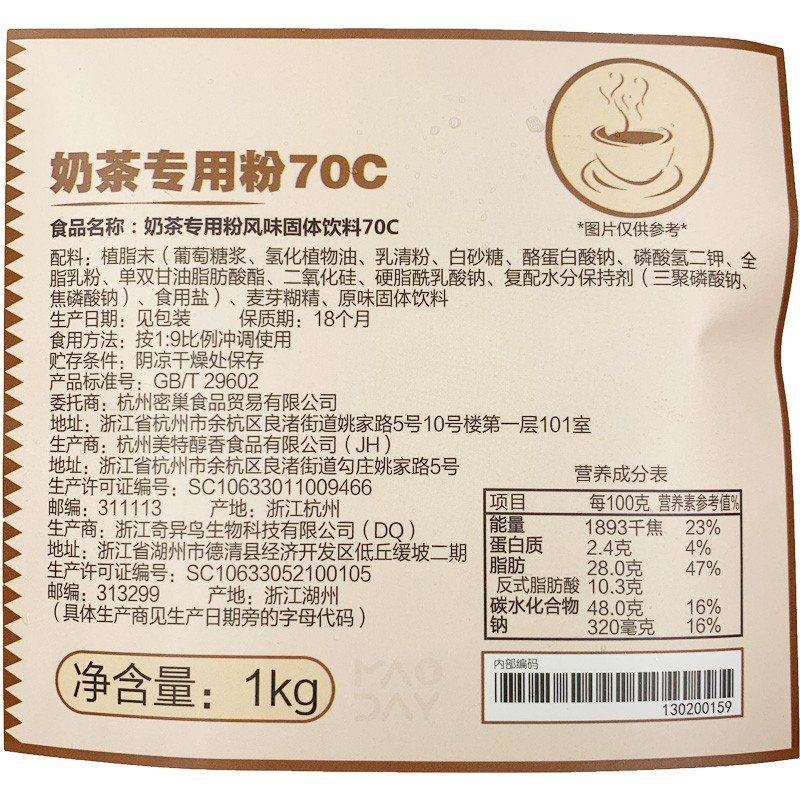 奶茶专用粉70C
食品名称：奶茶专用粉风味固体饮料70C
*图片仅供参考*
配料：植脂末（葡萄糖浆、氢化植物油、乳清粉、白砂糖、酪蛋白酸钠、磷酸氢二钾、全
脂乳粉、单双甘油脂肪酸酯、二氧化硅、硬脂酰乳酸钠、复配水分保持剂（三聚磷酸钠、
焦磷酸钠）、食用盐）、麦芽糊精、原味固体饮料
生产日期：见包装 保质期：18个月
食用方法：按1:9比例冲调使用
贮存条件：阴凉干燥处保存
产品标准号：GB/T 29602
委托商：杭州密巢食品贸易有限公司
地址：浙江省杭州市余杭区良渚街道姚家路5号10号楼第一层101室
生产商：杭州美特醇香食品有限公司（JH）
地址：浙江省杭州市余杭区良渚街道勾庄姚家路5号
生产许可证编号：SC10633011009466
邮编：311113 产地：浙江杭州
生产商：浙江奇异鸟生物科技有限公司（DQ）
地址：浙江省湖州市德清县经济开发区低丘缓坡二期
生产许可证编号：SC10633052100105
邮编：313299 产地：浙江湖州
（具体生产商见生产日期旁的字母代码）
营养成分表
项目 每100克 营养素参考值%
能量 1893千焦 23%
蛋白质 2.4克 4%
脂肪 28.0克 47%
反式脂肪酸 10.3克
碳水化合物 48.0克 16%
钠 320毫克 16%
净含量：1kg
MAO
DAY
内部编码
130200159